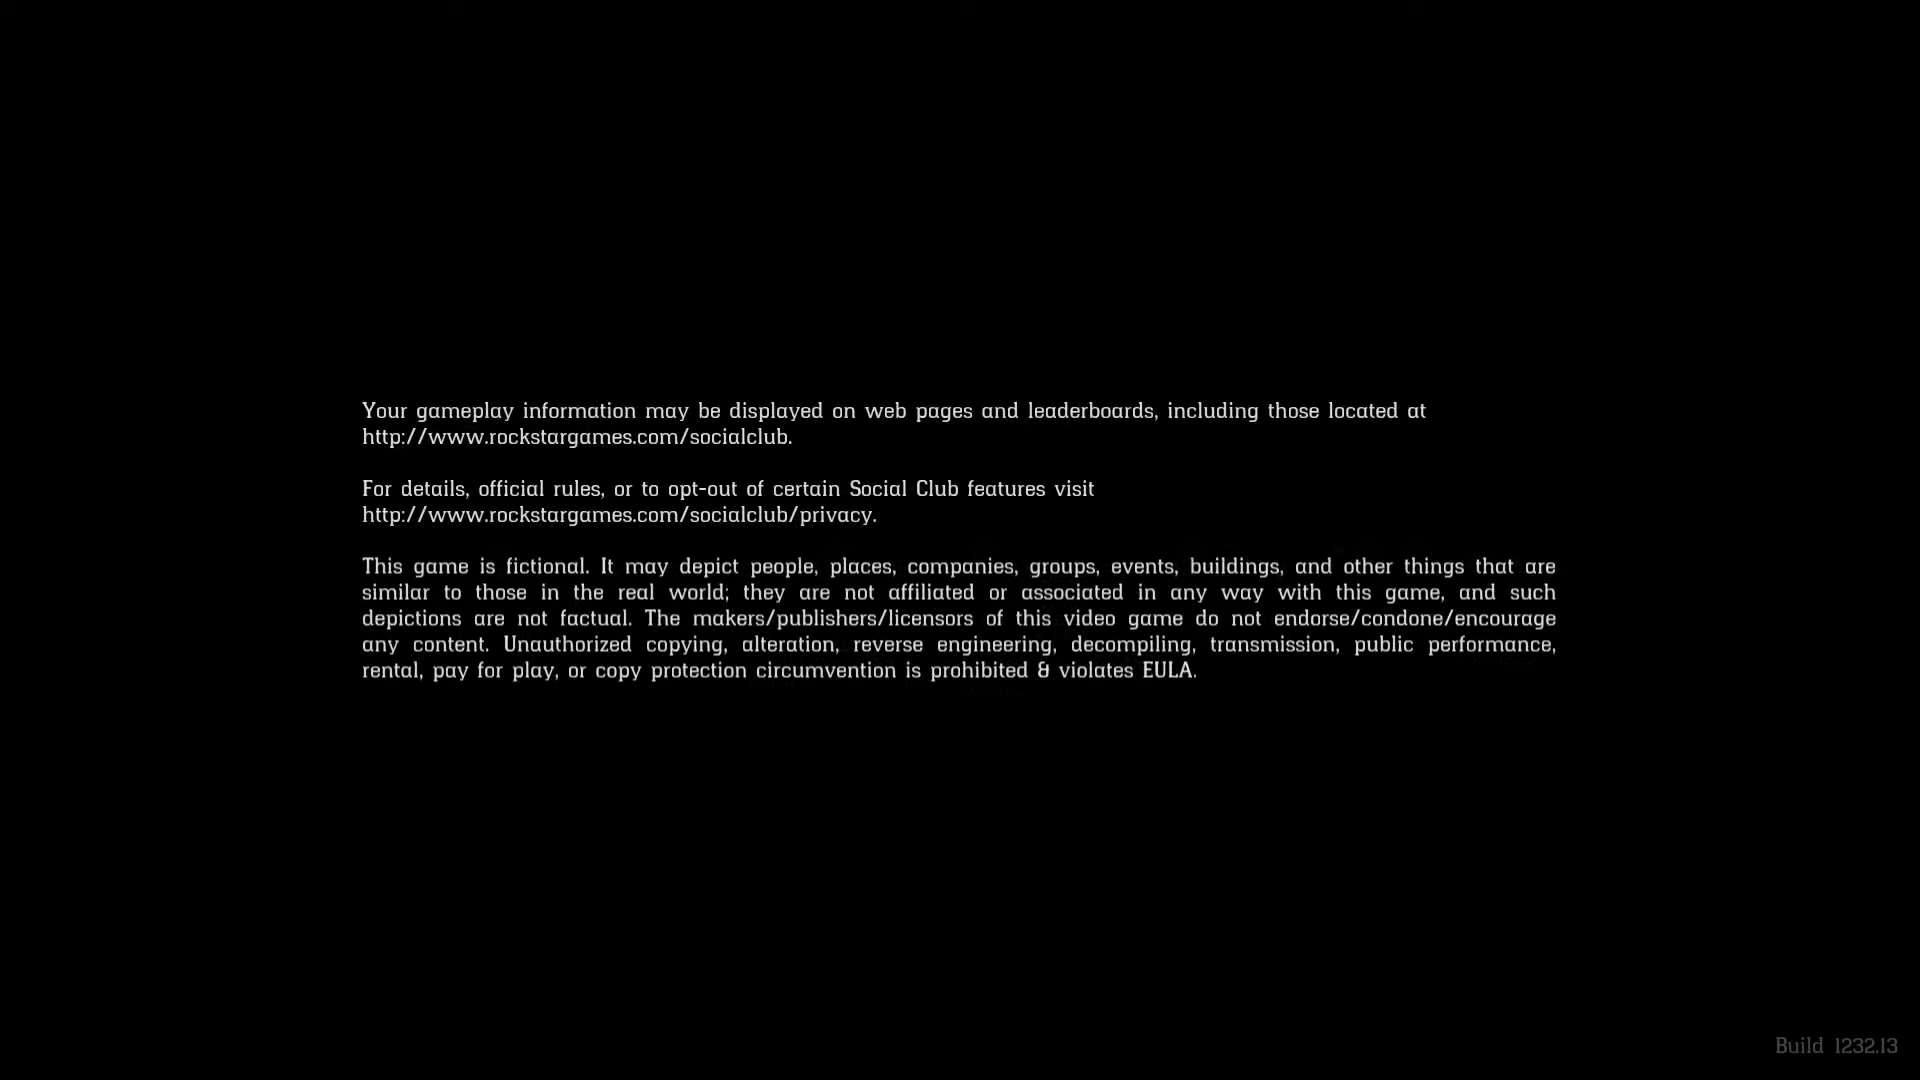 Your gameplay information may be displayed on web pages and leaderboards, including those located at
http://www.rockstargames.com/socialclub.
For details, official rules, or to opt-out of certain Social Club features visit
http://www.rockstargames.com/socialclub/privacy.
This game is fictional. It may depict people, places, companies, groups, events, buildings, and other things that are
similar to those in the real world; they are not affiliated or associated in any way with this game, and such
depictions are not factual. The makers/publishers/licensors of this video game do not endorse/condone/encourage
any content. Unauthorized copying, alteration, reverse engineering, decompiling, transmission, public performance,
rental, pay for play, or copy protection circumvention is prohibited & violates EULA.
Build 1232.13